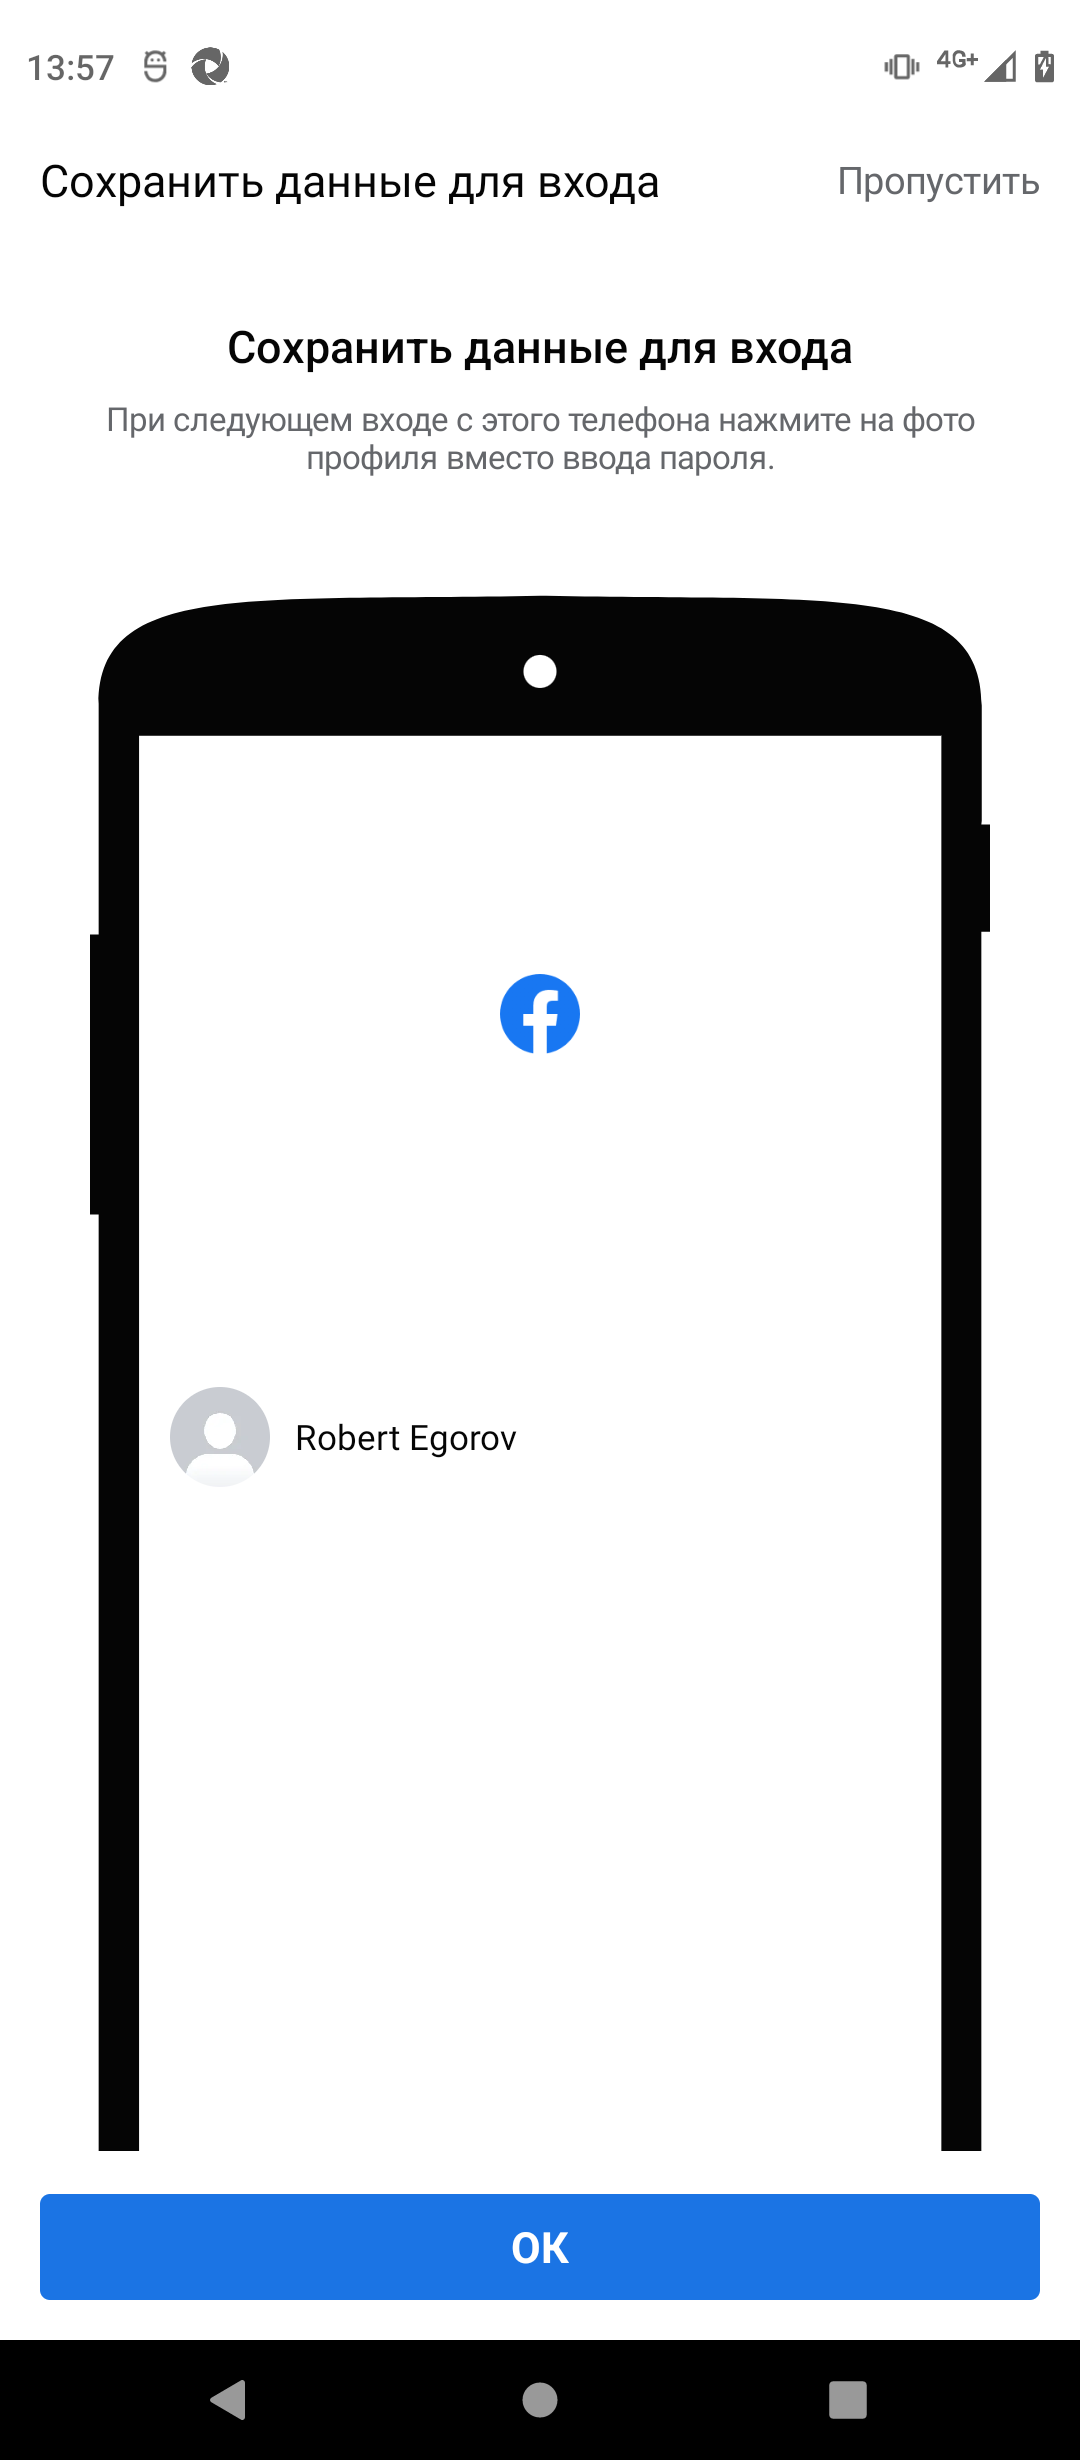 13:57
4G+
Сохранить данные для входа
Пропустить
Сохранить данные для входа
При следующем входе с этого телефона нажмите на фото
профиля вместо ввода пароля.
Robert Egorov
ОК